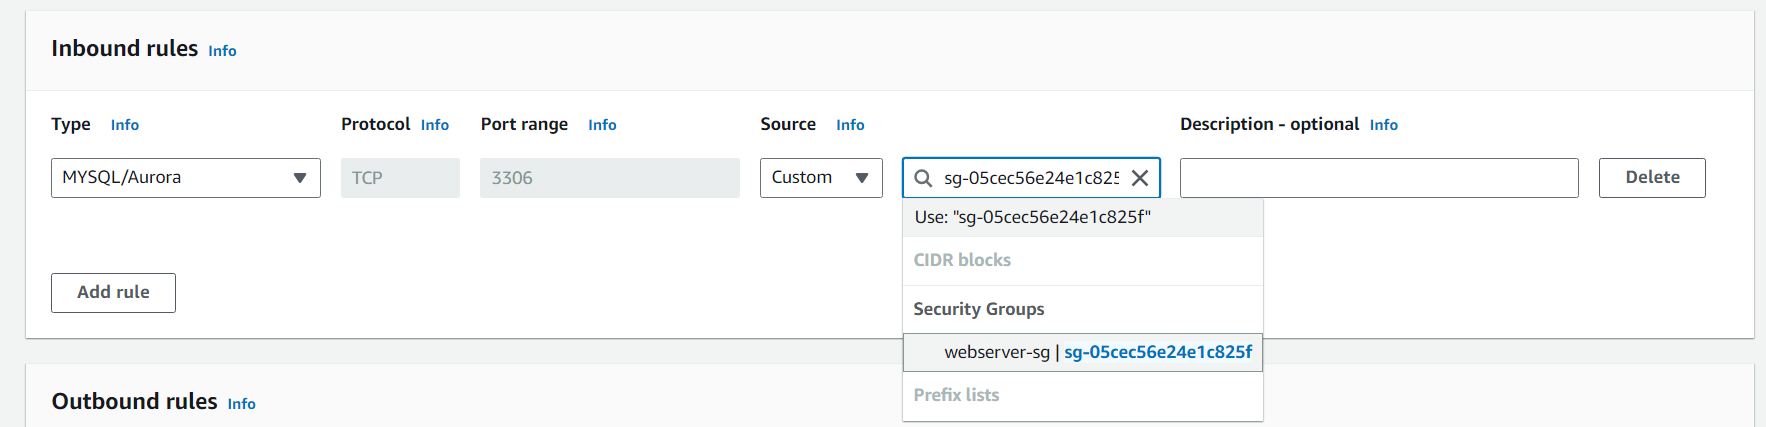 Inbound rules Info
Type Info Protocol Info Port range Info Source Info Description - optional Info
MYSQL/Aurora TCP 3306 Custom sg-05cec56e24e1c825 Delete
Use: "sg-05cec56e24e1c825f"
CIDR blocks
Add rule
Security Groups
webserver-sg | sg-05cec56e24e1c825f
Prefix lists
Outbound rules Info